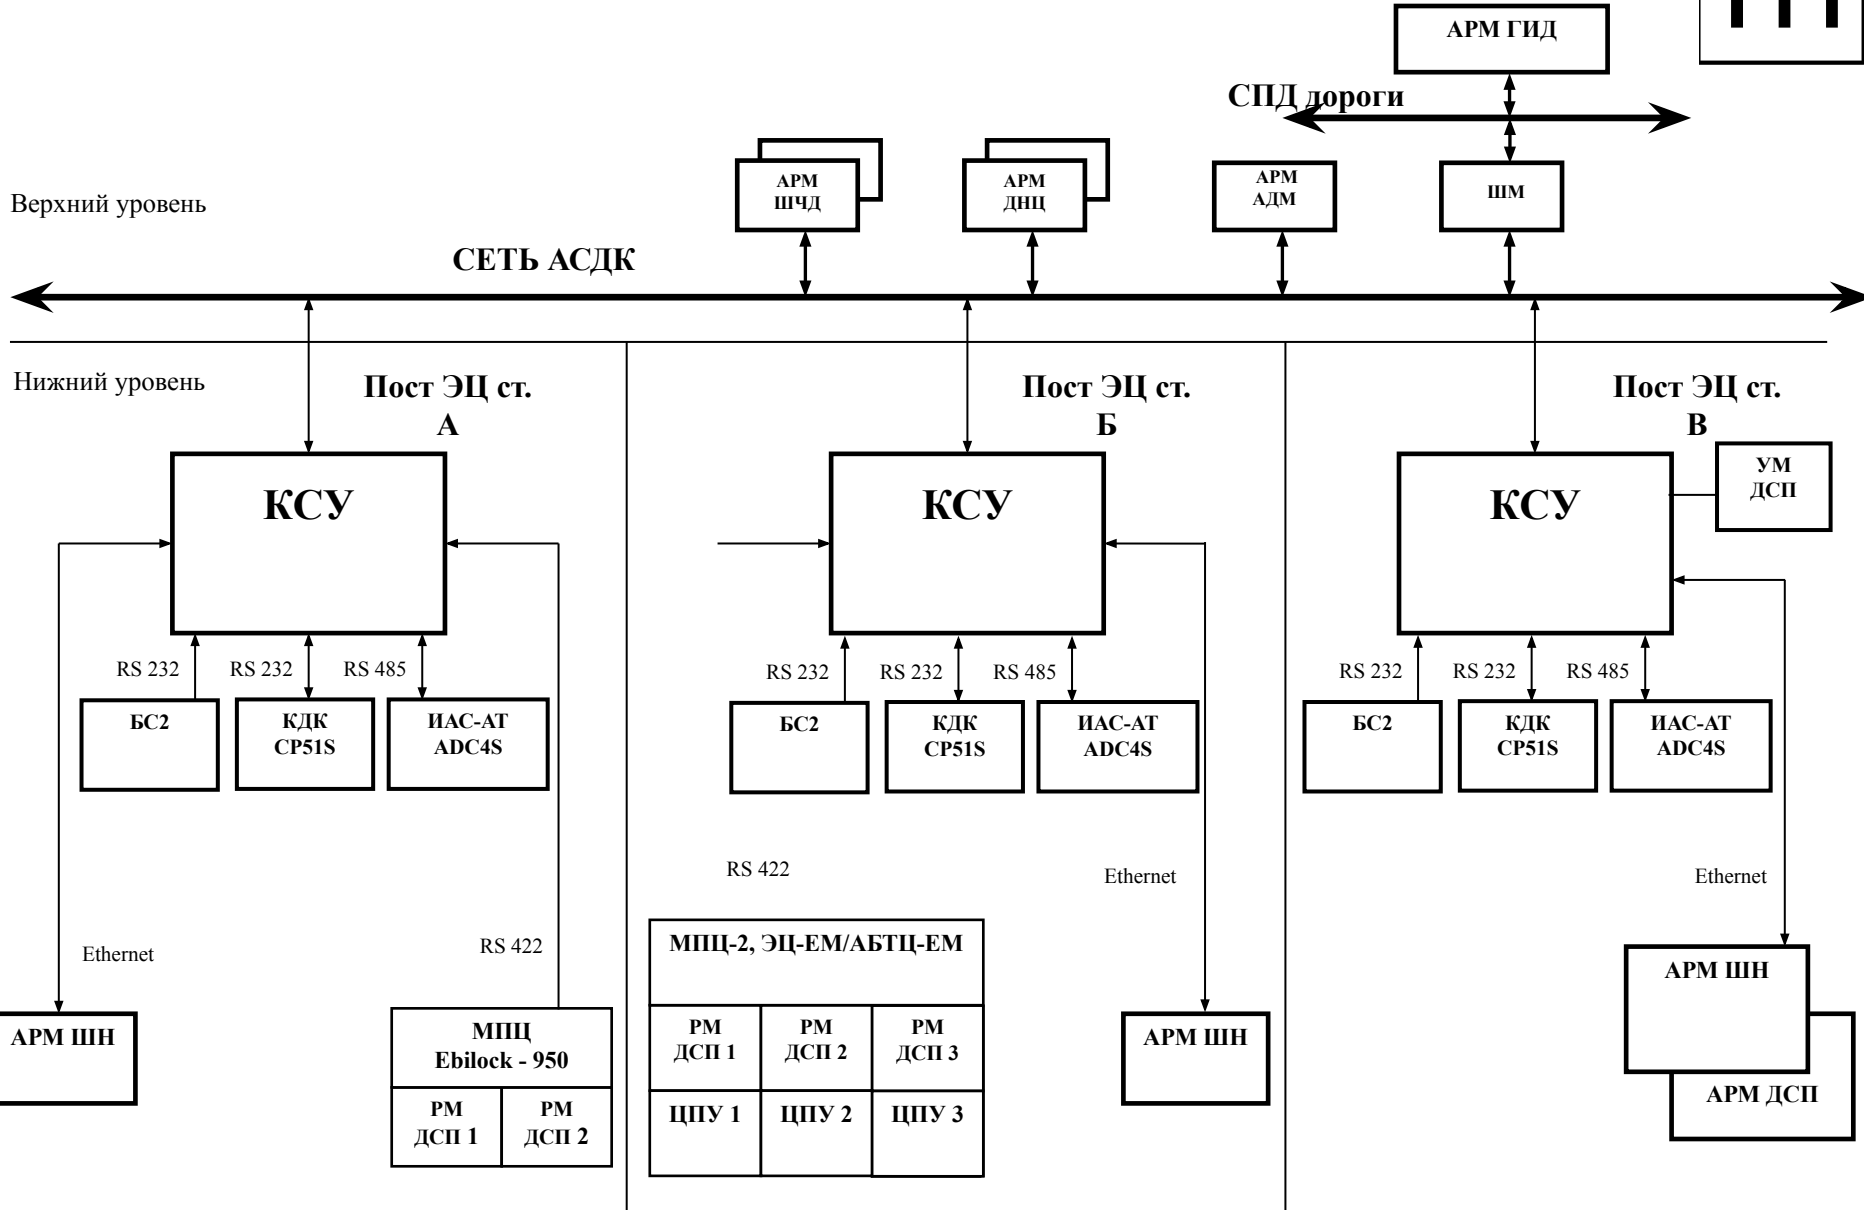 АРМ ГИД
СПД дороги
АРМ
ШЧД
АРМ
ДНЦ
АРМ
АДМ
ШМ
Верхний уровень
СЕТЬ АСДК
Нижний уровень
Пост ЭЦ ст.
А
КСУ
RS 232
RS 232
RS 485
БС2
КДК
CP51S
ИАС-АТ
ADC4S
Ethernet
RS 422
АРМ ШН
МПЦ
Ebilock - 950
РМ
ДСП 1
РМ
ДСП 2
Пост ЭЦ ст.
Б
КСУ
RS 232
RS 232
RS 485
БС2
КДК
CP51S
ИАС-АТ
ADC4S
RS 422
Ethernet
МПЦ-2, ЭЦ-ЕМ/АБТЦ-ЕМ
РМ
ДСП 1
РМ
ДСП 2
РМ
ДСП 3
ЦПУ 1
ЦПУ 2
ЦПУ 3
АРМ ШН
Пост ЭЦ ст.
В
КСУ
УМ
ДСП
RS 232
RS 232
RS 485
БС2
КДК
CP51S
ИАС-АТ
ADC4S
Ethernet
АРМ ШН
АРМ ДСП